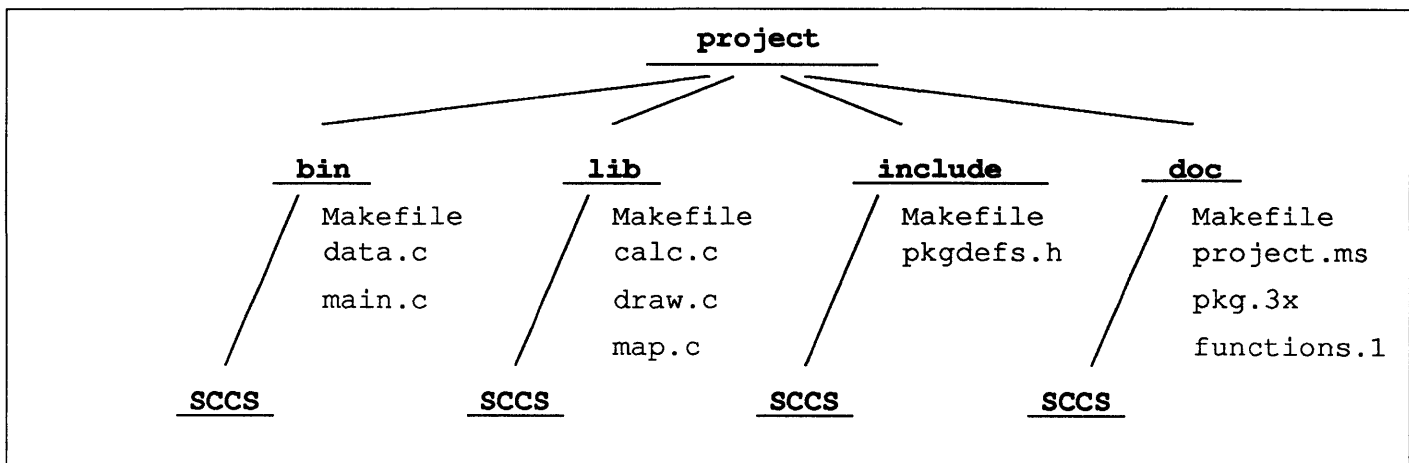 project
bin lib include doc
Makefile Makefile Makefile Makefile
data.c calc.c pkgdefs.h project.ms
main.c draw.c pkg.3x
map.c functions.1
SCCS SCCS SCCS SCCS